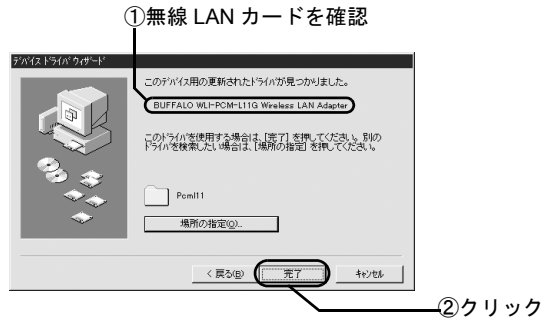 ①無線 LAN カードを確認
デバイス ドライバ ウィザード
このデバイス用の更新されたドライバが見つかりました。
BUFFALO WLI-PCM-L11G Wireless LAN Adapter
このドライバを使用する場合は、[完了] を押してください。別の
ドライバを検索したい場合は、[場所の指定] を押してください。
Pcml11
場所の指定(O)...
< 戻る(B)
完了
キャンセル
②クリック